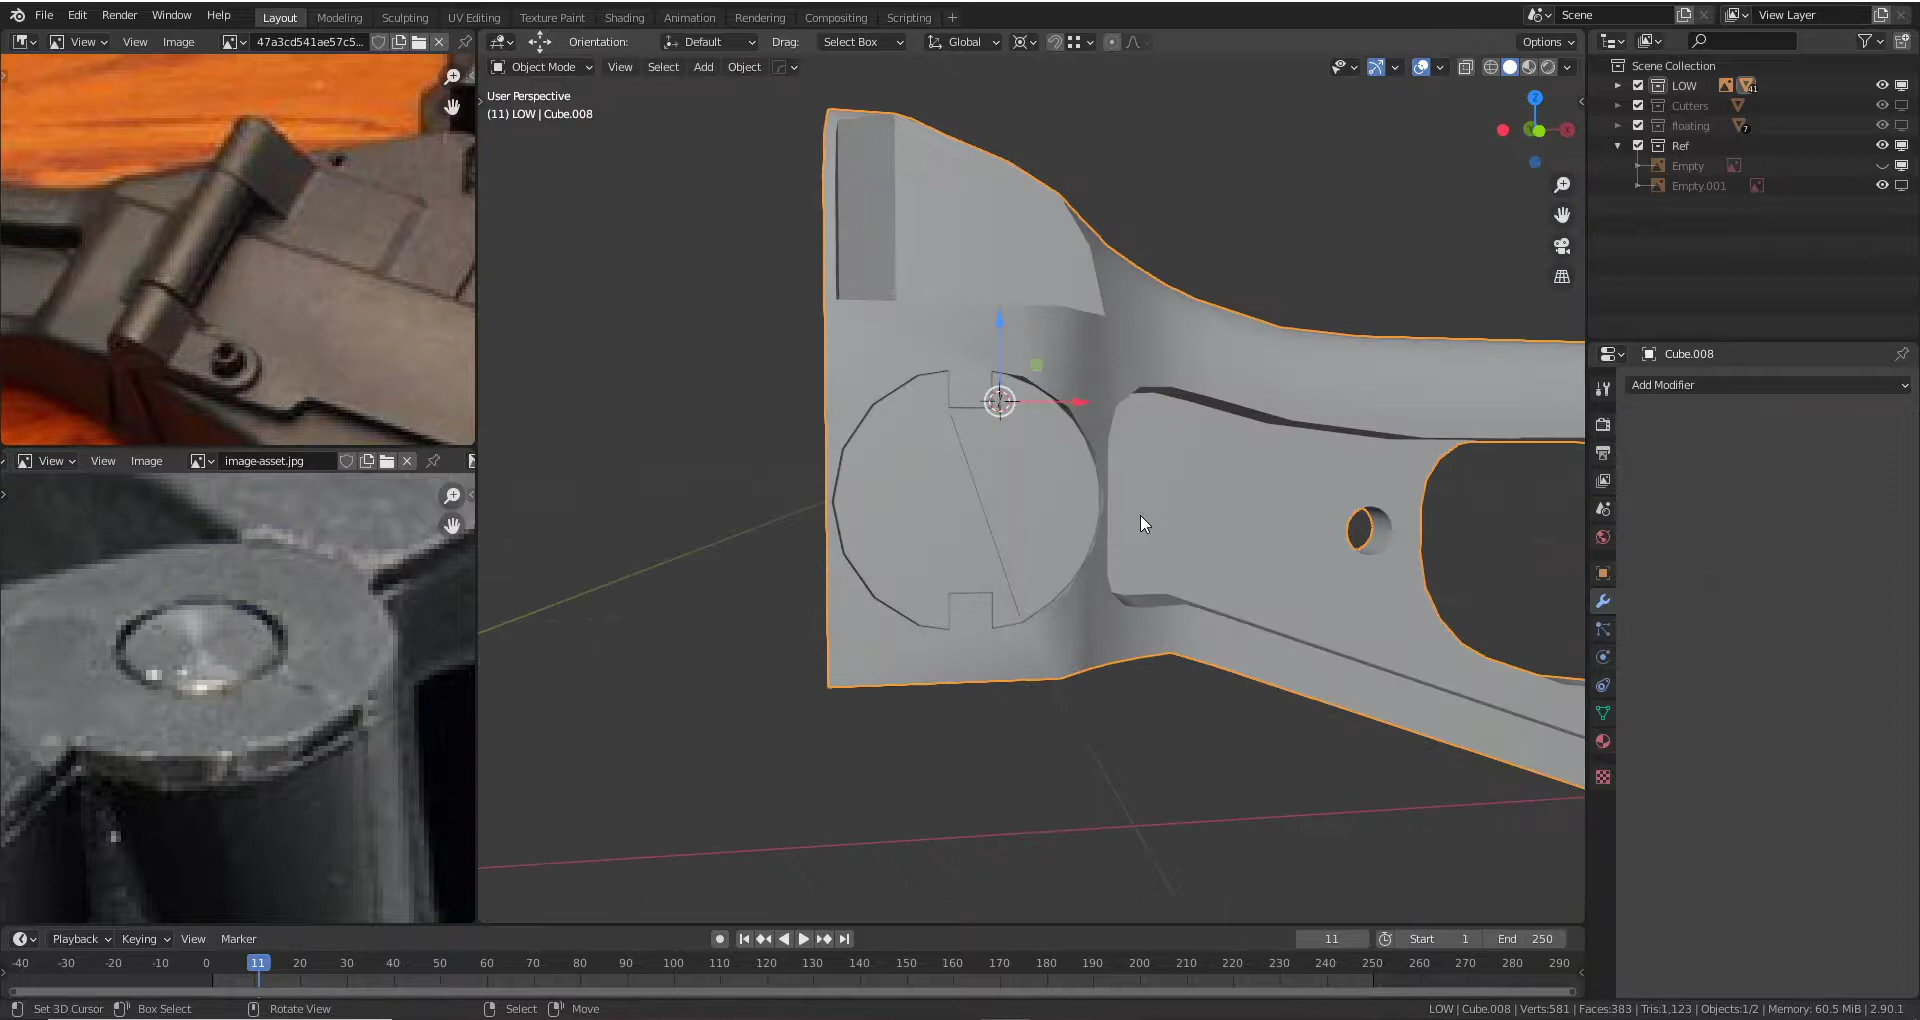 File Edit Render Window Help Layout Modeling Sculpting UV Editing Texture Paint Shading Animation Rendering Compositing Scripting + Scene View Layer
View View Image 47a3cd541ae57c5...
Orientation: Default Drag: Select Box Global Options
Object Mode View Select Add Object
User Perspective
(11) LOW | Cube.008
Z
Scene Collection
LOW 41
Cutters
floating 7
Ref
Empty
Empty.001
Cube.008
Add Modifier
View View Image image-asset.jpg
Playback Keying View Marker 11 Start 1 End 250
-40 -30 -20 -10 0 11 20 30 40 50 60 70 80 90 100 110 120 130 140 150 160 170 180 190 200 210 220 230 240 250 260 270 280 290
Set 3D Cursor Box Select Rotate View Select Move LOW | Cube.008 | Verts:581 | Faces:383 | Tris:1,123 | Objects:1/2 | Memory: 60.5 MiB | 2.90.1